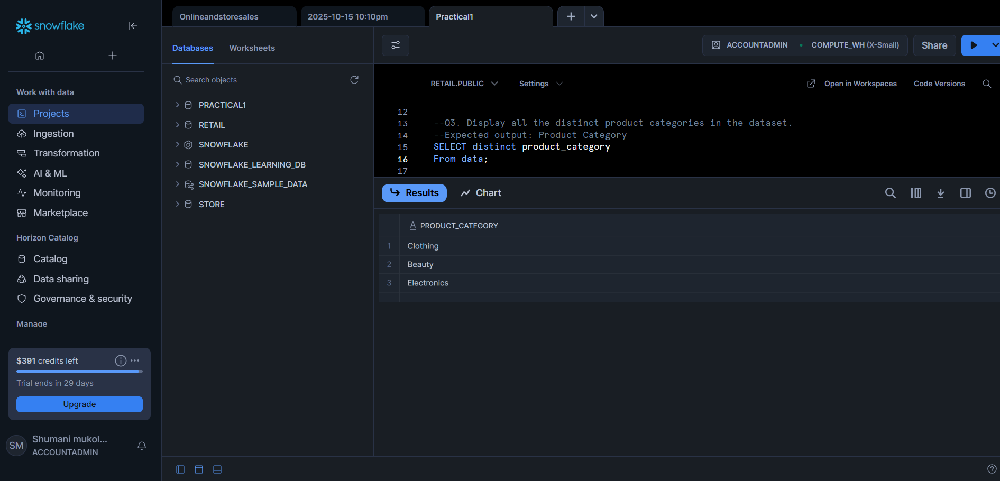 snowflake
Work with data
Projects
Ingestion
Transformation
AI & ML
Monitoring
Marketplace
Horizon Catalog
Catalog
Data sharing
Governance & security
Manage
$391 credits left
Trial ends in 29 days
Upgrade
SM
Shumani mukol...
ACCOUNTADMIN
Onlineandstoresales
2025-10-15 10:10pm
Practical1
Databases
Worksheets
Search objects
PRACTICAL1
RETAIL
SNOWFLAKE
SNOWFLAKE_LEARNING_DB
SNOWFLAKE_SAMPLE_DATA
STORE
ACCOUNTADMIN
COMPUTE_WH (X-Small)
Share
RETAIL.PUBLIC
Settings
Open in Workspaces
Code Versions
12
13 --Q3. Display all the distinct product categories in the dataset.
14 --Expected output: Product Category
15 SELECT distinct product_category
16 From data;
17
Results
Chart
A PRODUCT_CATEGORY
1 Clothing
2 Beauty
3 Electronics